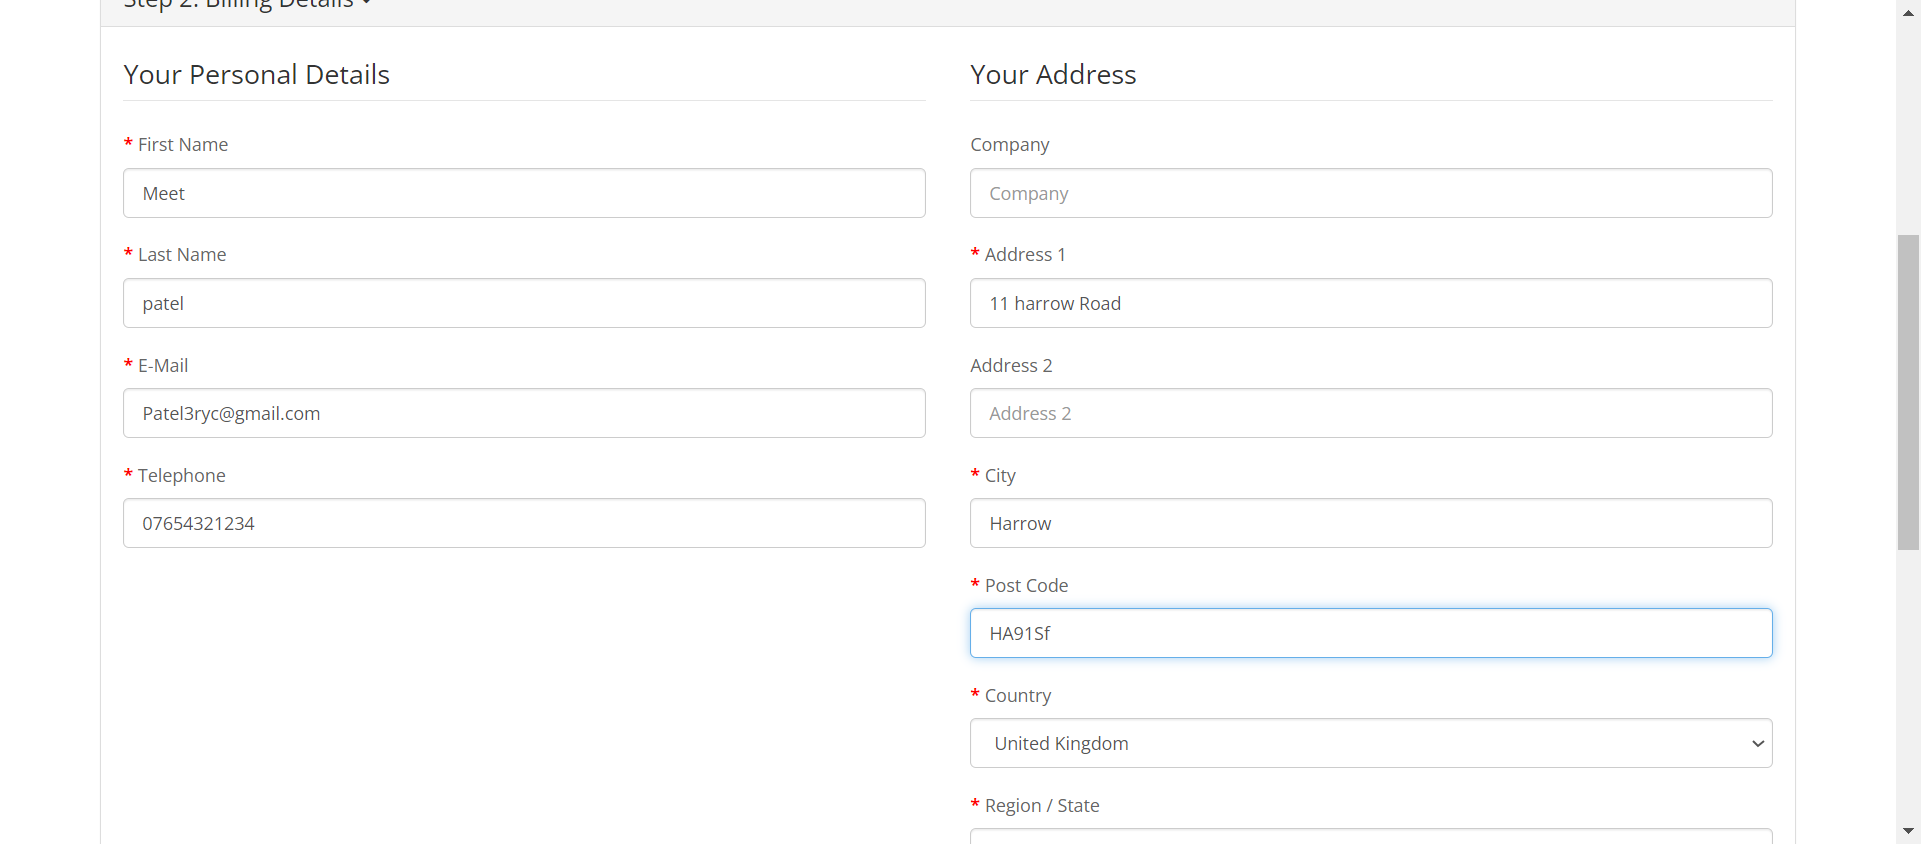 Step 2: Billing Details
Your Personal Details
* First Name
Meet
* Last Name
patel
* E-Mail
Patel3ryc@gmail.com
* Telephone
07654321234
Your Address
Company
Company
* Address 1
11 harrow Road
Address 2
Address 2
* City
Harrow
* Post Code
HA91Sf
* Country
United Kingdom
* Region / State